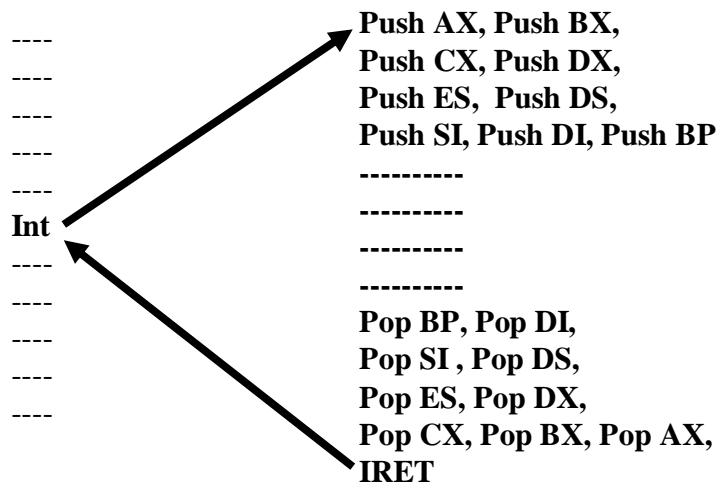 ----
----
----
----
----
Int
----
----
----
----
----
Push AX, Push BX,
Push CX, Push DX,
Push ES, Push DS,
Push SI, Push DI, Push BP
----------
----------
----------
----------
Pop BP, Pop DI,
Pop SI , Pop DS,
Pop ES, Pop DX,
Pop CX, Pop BX, Pop AX,
IRET